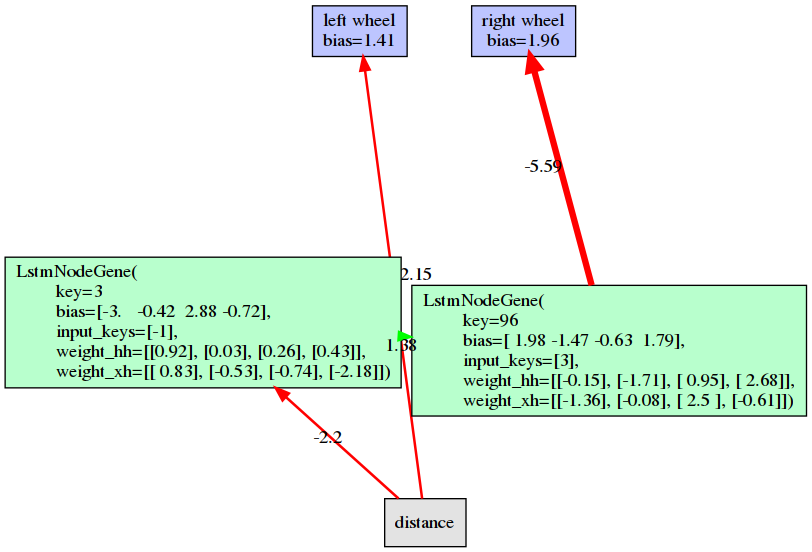 left wheel
bias=1.41
right wheel
bias=1.96
-5.59
LstmNodeGene(
key=3
bias=[-3.   -0.42  2.88 -0.72],
input_keys=[-1],
weight_hh=[[0.92], [0.03], [0.26], [0.43]],
weight_xh=[[ 0.83], [-0.53], [-0.74], [-2.18]])
2.15
1.38
LstmNodeGene(
key=96
bias=[ 1.98 -1.47 -0.63  1.79],
input_keys=[3],
weight_hh=[[-0.15], [-1.71], [ 0.95], [ 2.68]],
weight_xh=[[-1.36], [-0.08], [ 2.5 ], [-0.61]])
-2.2
distance